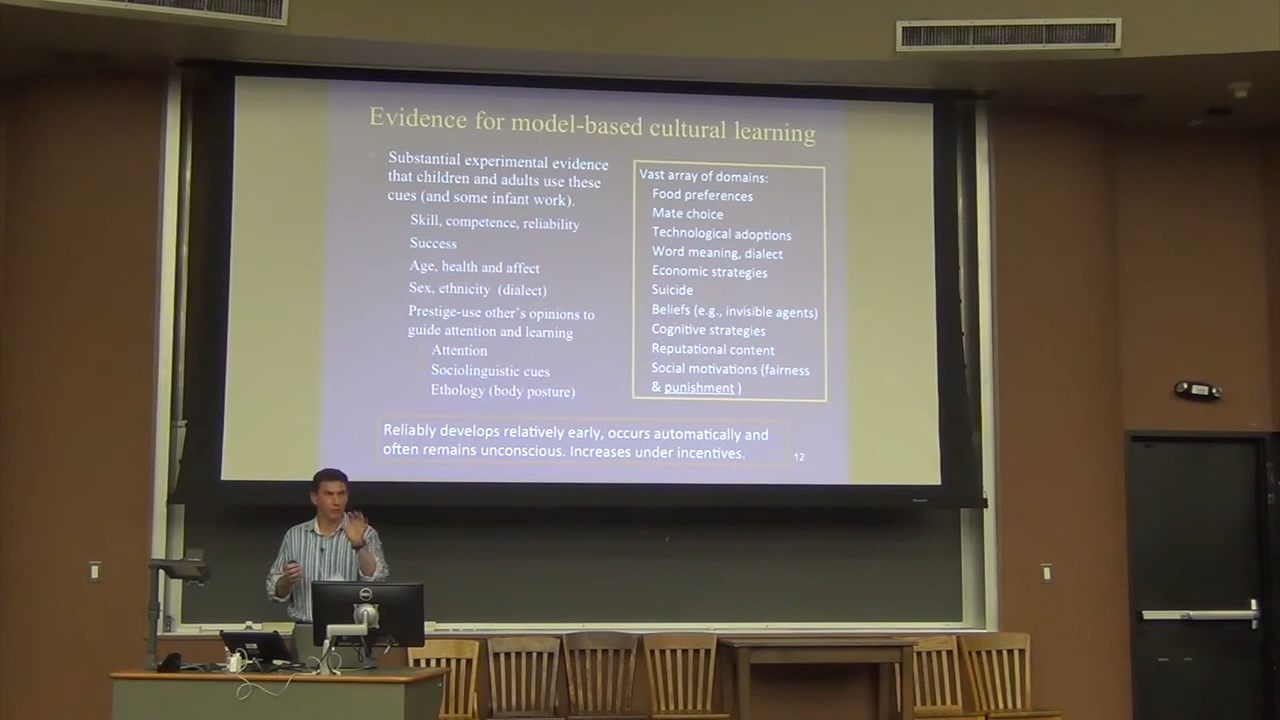 Evidence for model-based cultural learning
Substantial experimental evidence
that children and adults use these
cues (and some infant work).
Skill, competence, reliability
Success
Age, health and affect
Sex, ethnicity (dialect)
Prestige-use other's opinions to
guide attention and learning
Attention
Sociolinguistic cues
Ethology (body posture)
Vast array of domains:
Food preferences
Mate choice
Technological adoptions
Word meaning, dialect
Economic strategies
Suicide
Beliefs (e.g., invisible agents)
Cognitive strategies
Reputational content
Social motivations (fairness
& punishment )
Reliably develops relatively early, occurs automatically and
often remains unconscious. Increases under incentives.
12
DELL